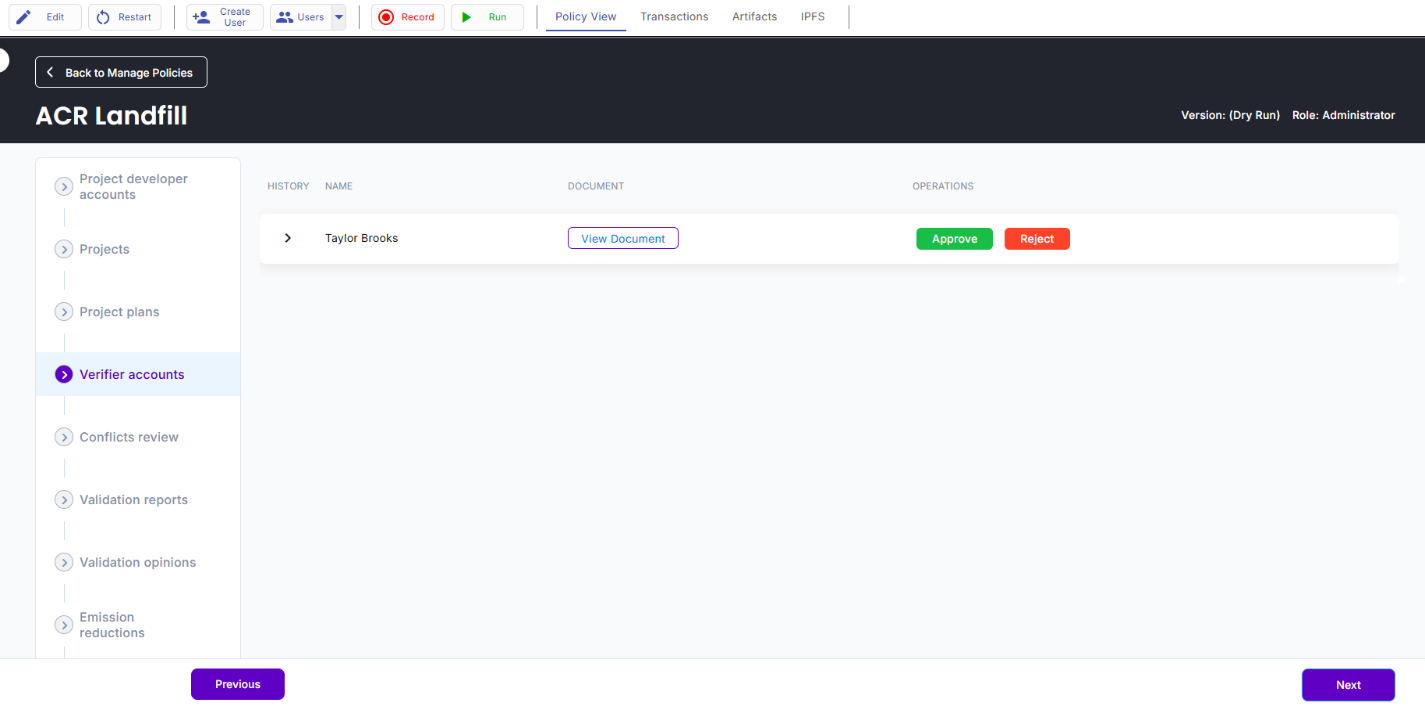 Edit
Restart
Create
User
Users
Record
Run
Policy View
Transactions
Artifacts
IPFS
Back to Manage Policies
ACR Landfill
Version: (Dry Run) Role: Administrator
Project developer
accounts
Projects
Project plans
Verifier accounts
Conflicts review
Validation reports
Validation opinions
Emission
reductions
HISTORY NAME DOCUMENT OPERATIONS
Taylor Brooks View Document Approve Reject
Previous
Next